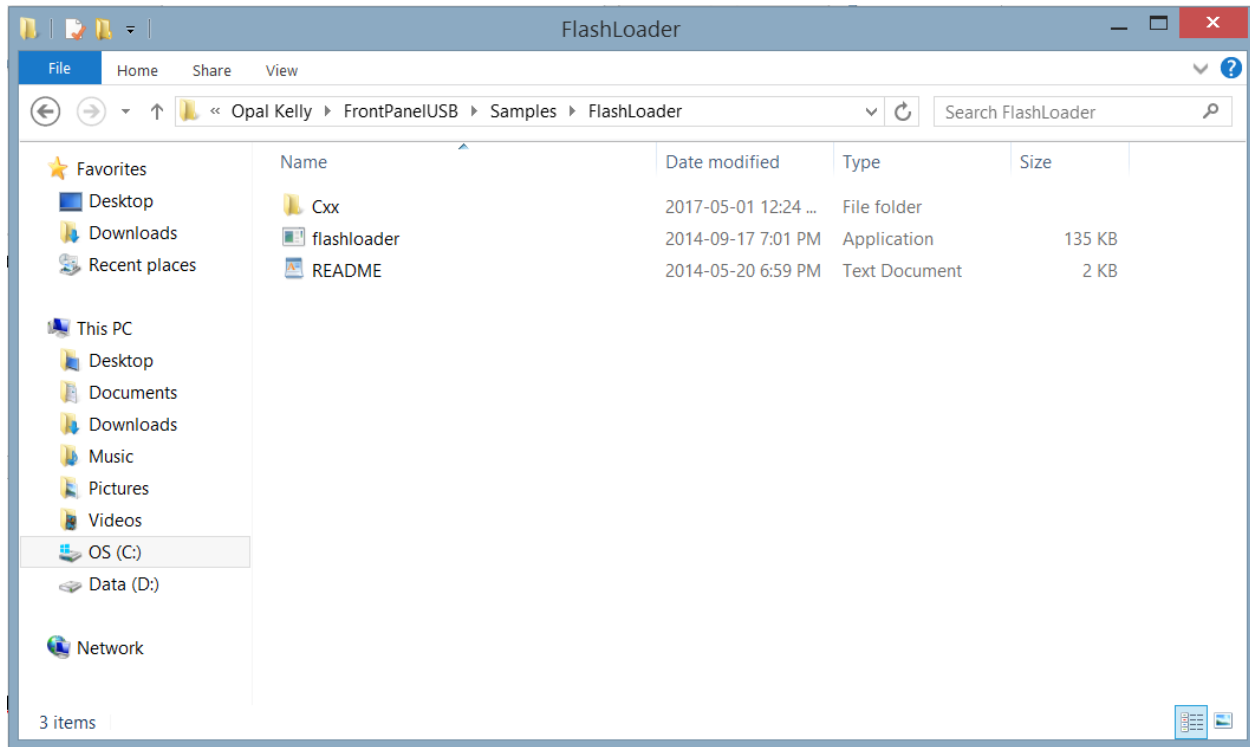 FlashLoader
File Home Share View
« Opal Kelly FrontPanelUSB Samples FlashLoader Search FlashLoader
Name Date modified Type Size
Favorites
Desktop
Downloads
Recent places
Cxx 2017-05-01 12:24 ... File folder
flashloader 2014-09-17 7:01 PM Application 135 KB
README 2014-05-20 6:59 PM Text Document 2 KB
This PC
Desktop
Documents
Downloads
Music
Pictures
Videos
OS (C:)
Data (D:)
Network
3 items